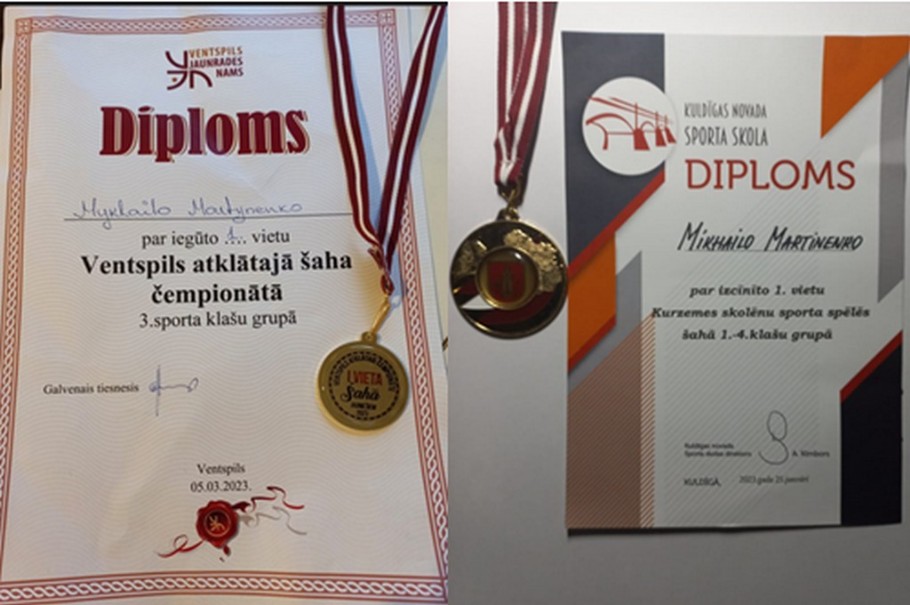 VENTSPILS
JAUNRADES
NAMS
Diploms
Mykhailo Martynenko
par iegūto 1. vietu
Ventspils atklātajā šaha
čempionātā
3.sporta klašu grupā
Galvenais tiesnesis
Ventspils
05.03.2023.
I VIETA
Šahā
KULDĪGAS NOVADA
SPORTA SKOLA
DIPLOMS
MIKHAILO MARTINENKO
par izcīnīto 1. vietu
Kurzemes skolēnu sporta spēlēs
šahā 1.-4.klašu grupā
Kuldīgas novada
Sporta skolas direktors A. Vērnbors
KULDĪGĀ, 2023.gada 25.janvārī